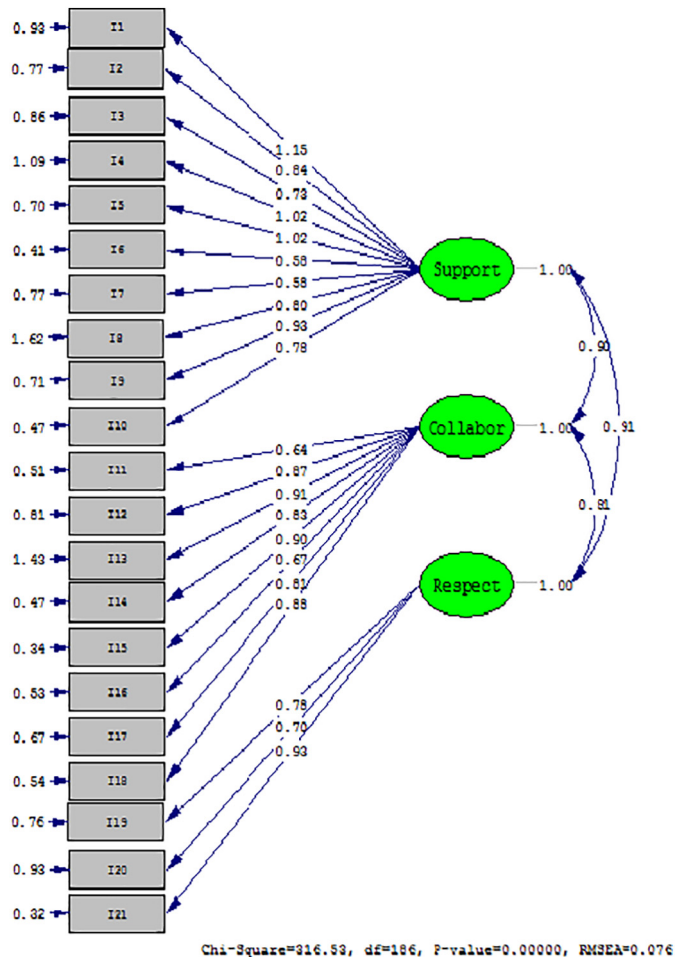 0.93 I1
0.77 I2
0.86 I3
1.15
0.84
1.09 I4
0.73
1.02
0.70 I5
1.02
0.41 I6
0.58
Support 1.00
0.77 I7
0.58
0.80
1.62 I8
0.93
0.90
0.78
0.71 I9
0.47 I10
Collabor 1.00
0.91
0.64
0.51 I11
0.87
0.91
0.81 I12
0.83
0.81
0.90
1.43 I13
0.67
0.81
Respect 1.00
0.47 I14
0.88
0.34 I15
0.53 I16
0.78
0.70
0.67 I17
0.93
0.54 I18
0.76 I19
0.93 I20
0.32 I21
Chi-Square=316.53, df=186, P-value=0.00000, RMSEA=0.076